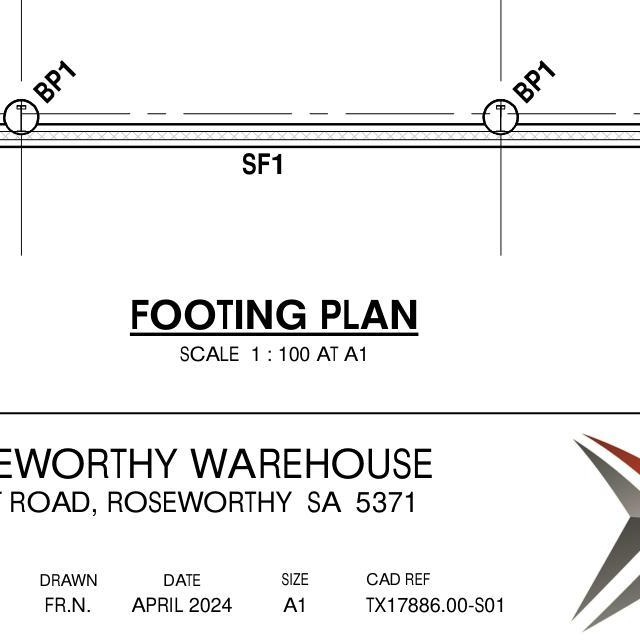 BP1
BP1
SF1
FOOTING PLAN
SCALE 1 : 100 AT A1
EWORTHY WAREHOUSE
ROAD, ROSEWORTHY SA 5371
DRAWN DATE SIZE CAD REF
FR.N. APRIL 2024 A1 TX17886.00-S01